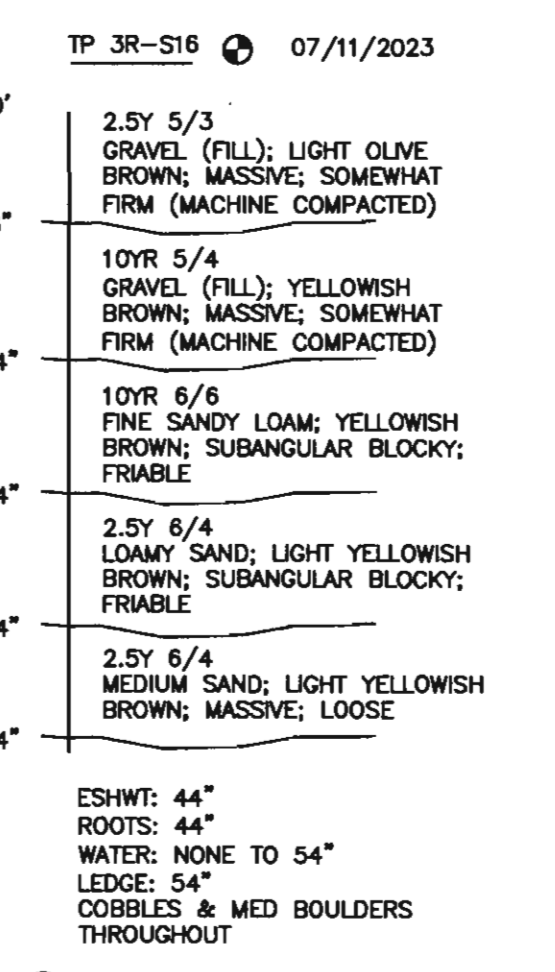 TP 3R-S16 07/11/2023
2.5Y 5/3
GRAVEL (FILL); LIGHT OLIVE
BROWN; MASSIVE; SOMEWHAT
FIRM (MACHINE COMPACTED)
10YR 5/4
GRAVEL (FILL); YELLOWISH
BROWN; MASSIVE; SOMEWHAT
FIRM (MACHINE COMPACTED)
4"
10YR 6/6
FINE SANDY LOAM; YELLOWISH
BROWN; SUBANGULAR BLOCKY;
FRIABLE
4"
2.5Y 6/4
LOAMY SAND; LIGHT YELLOWISH
BROWN; SUBANGULAR BLOCKY;
FRIABLE
4"
2.5Y 6/4
MEDIUM SAND; LIGHT YELLOWISH
BROWN; MASSIVE; LOOSE
4"
ESHWT: 44"
ROOTS: 44"
WATER: NONE TO 54"
LEDGE: 54"
COBBLES & MED BOULDERS
THROUGHOUT